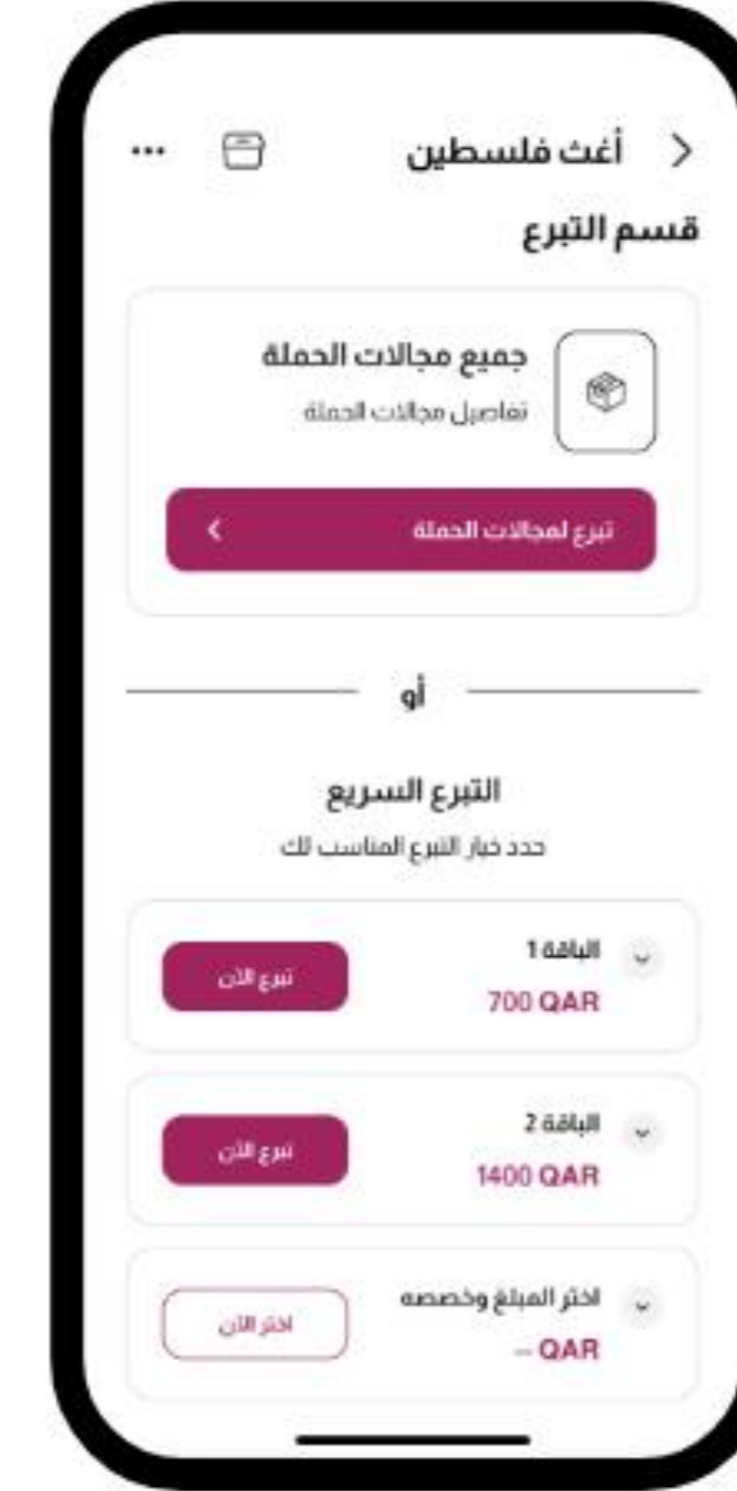 أغث فلسطين
قسم التبرع
جميع مجالات الحملة
تفاصيل مجالات الحملة
تبرع لمجالات الحملة
أو
التبرع السريع
حدد خيار التبرع المناسب لك
الباقة 1
700 QAR
تبرع الآن
الباقة 2
1400 QAR
تبرع الآن
اختر المبلغ وخصصه
-- QAR
اختر الآن